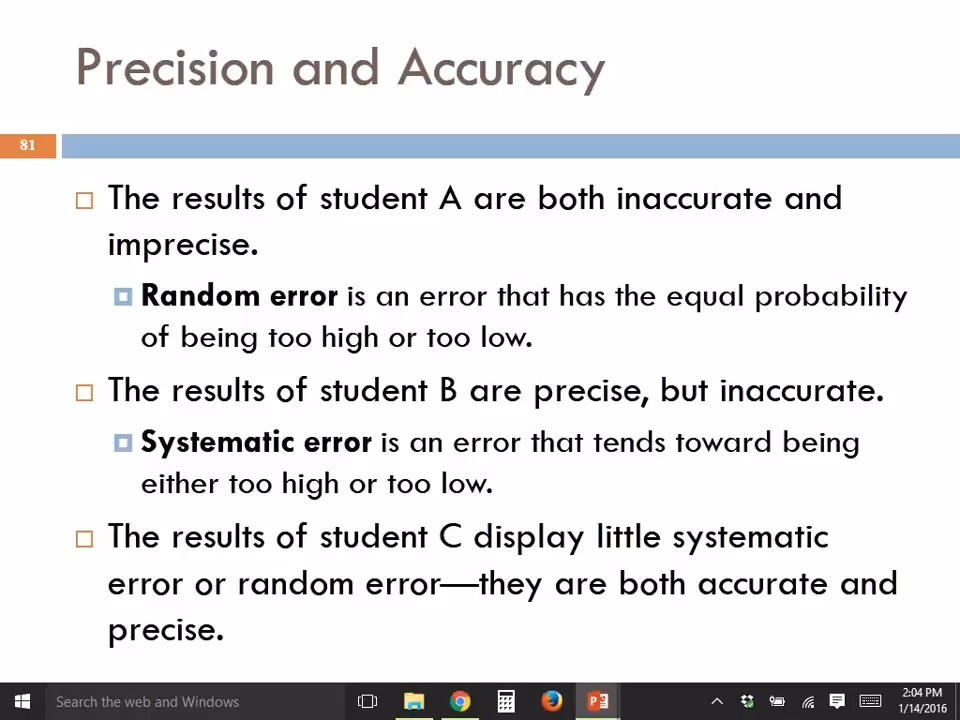 Precision and Accuracy
81
The results of student A are both inaccurate and
imprecise.
Random error is an error that has the equal probability
of being too high or too low.
The results of student B are precise, but inaccurate.
Systematic error is an error that tends toward being
either too high or too low.
The results of student C display little systematic
error or random error—they are both accurate and
precise.
Search the web and Windows
2:04 PM
1/14/2016